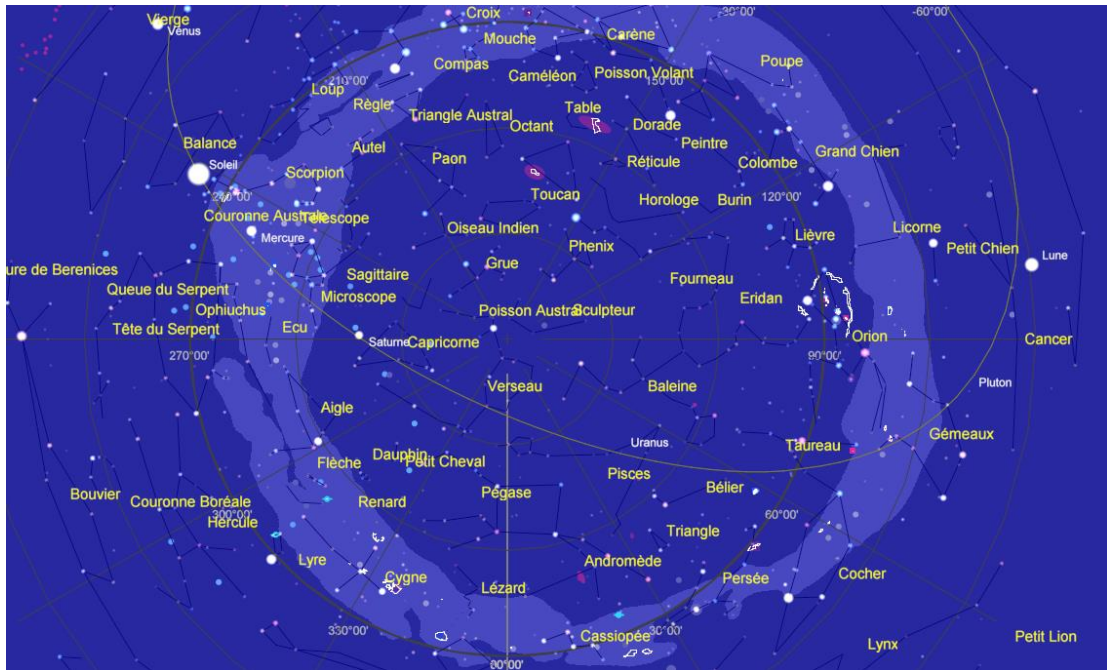 Croix
-30°00'
-60°00'
Vierge
Vénus
Mouche
Carène
Compas
Caméléon
Poisson Volant
Poupe
210°00'
150°00'
Loup
Règle
Triangle Austral
Octant
Table
Dorade
Peintre
Balance
Autel
Soleil
Paon
Réticule
Colombe
Grand Chien
Scorpion
240°00'
120°00'
Toucan
Horologe
Burin
Couronne Australe
Télescope
Mercure
Oiseau Indien
Phenix
Lièvre
Licorne
Petit Chien
Lune
ure de Berenices
Sagittaire
Grue
Fourneau
Queue du Serpent
Microscope
Eridan
Ophiuchus
Poisson Austral
Sculpteur
Tête du Serpent
Ecu
Saturne
Capricorne
Orion
Cancer
270°00'
90°00'
Verseau
Baleine
Pluton
Aigle
Uranus
Taureau
Gémeaux
Dauphin
Petit Cheval
Flèche
Pisces
Bélier
Bouvier
Couronne Boréale
Renard
Pégase
300°00'
60°00'
Hercule
Triangle
Lyre
Andromède
Cygne
Lézard
Persée
Cocher
330°00'
Cassiopée
30°00'
Petit Lion
Lynx